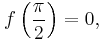 f(π/2) = 0,